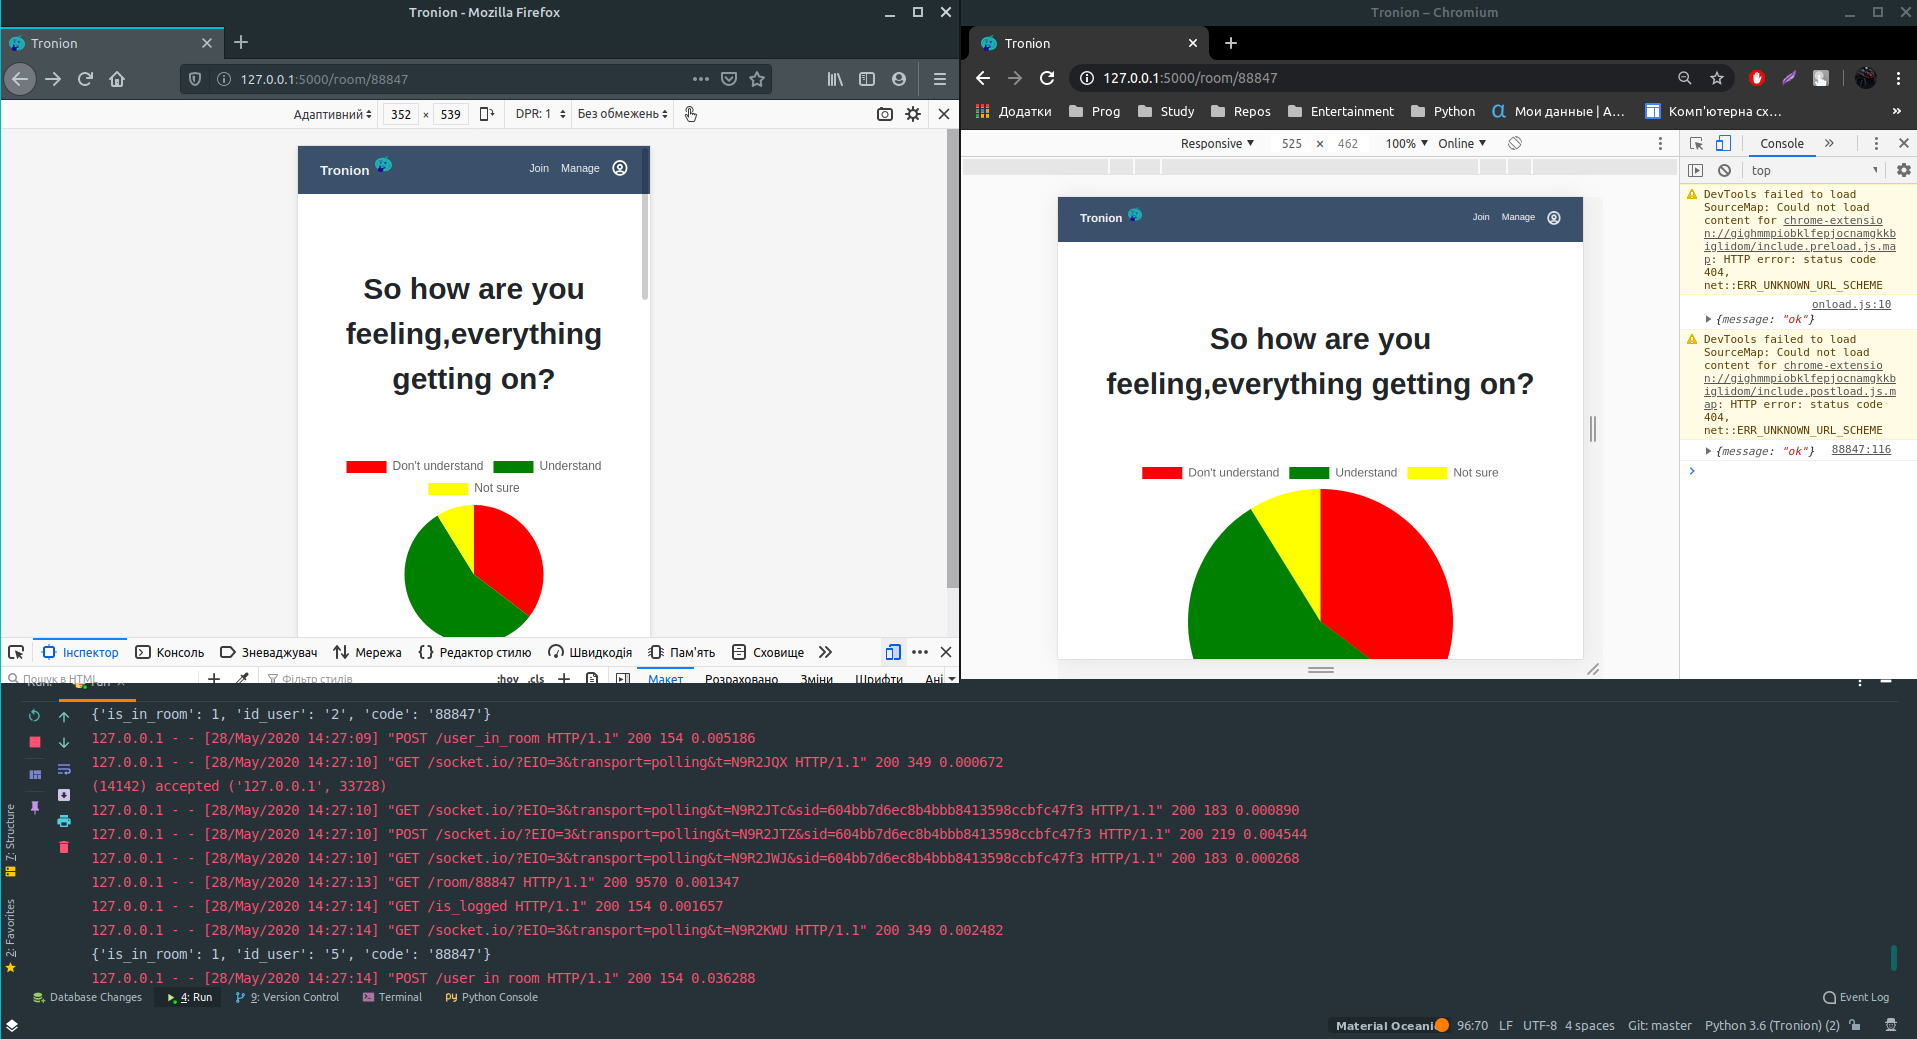 Tronion - Mozilla Firefox
Tronion
127.0.0.1:5000/room/88847
Адаптивний 352 × 539 DPR: 1 Без обмежень
Tronion Join Manage
So how are you
feeling,everything
getting on?
Don't understand Understand
Not sure
Інспектор Консоль Зневаджувач Мережа Редактор стилю Швидкодія Пам'ять Сховище
Пошук в HTML Фільтр стилів :hov .cls Макет Розраховано Зміни Шрифти Ані
Tronion – Chromium
Tronion
127.0.0.1:5000/room/88847
Додатки Prog Study Repos Entertainment Python Мои данные | A... Комп'ютерна сх...
Responsive 525 × 462 100% Online
Tronion Join Manage
So how are you
feeling,everything getting on?
Don't understand Understand Not sure
Console
top
DevTools failed to load
SourceMap: Could not load
content for chrome-extensio
n://gighmmpiobklfepjocnamgkkb
iglidom/include.preload.js.ma
p: HTTP error: status code
404,
net::ERR_UNKNOWN_URL_SCHEME
onload.js:10
{message: "ok"}
DevTools failed to load
SourceMap: Could not load
content for chrome-extensio
n://gighmmpiobklfepjocnamgkkb
iglidom/include.postload.js.m
ap: HTTP error: status code
404,
net::ERR_UNKNOWN_URL_SCHEME
{message: "ok"} 88847:116
{'is_in_room': 1, 'id_user': '2', 'code': '88847'}
127.0.0.1 - - [28/May/2020 14:27:09] "POST /user_in_room HTTP/1.1" 200 154 0.005186
127.0.0.1 - - [28/May/2020 14:27:10] "GET /socket.io/?EIO=3&transport=polling&t=N9R2JQX HTTP/1.1" 200 349 0.000672
(14142) accepted ('127.0.0.1', 33728)
127.0.0.1 - - [28/May/2020 14:27:10] "GET /socket.io/?EIO=3&transport=polling&t=N9R2JTc&sid=604bb7d6ec8b4bbb8413598ccbfc47f3 HTTP/1.1" 200 183 0.000890
127.0.0.1 - - [28/May/2020 14:27:10] "POST /socket.io/?EIO=3&transport=polling&t=N9R2JTZ&sid=604bb7d6ec8b4bbb8413598ccbfc47f3 HTTP/1.1" 200 219 0.004544
127.0.0.1 - - [28/May/2020 14:27:10] "GET /socket.io/?EIO=3&transport=polling&t=N9R2JWJ&sid=604bb7d6ec8b4bbb8413598ccbfc47f3 HTTP/1.1" 200 183 0.000268
127.0.0.1 - - [28/May/2020 14:27:13] "GET /room/88847 HTTP/1.1" 200 9570 0.001347
127.0.0.1 - - [28/May/2020 14:27:14] "GET /is_logged HTTP/1.1" 200 154 0.001657
127.0.0.1 - - [28/May/2020 14:27:14] "GET /socket.io/?EIO=3&transport=polling&t=N9R2KWU HTTP/1.1" 200 349 0.002482
{'is_in_room': 1, 'id_user': '5', 'code': '88847'}
127.0.0.1 - - [28/May/2020 14:27:14] "POST /user in room HTTP/1.1" 200 154 0.036288
7: Structure
2: Favorites
Database Changes 4: Run 9: Version Control Terminal Python Console Event Log
Material Oceani 96:70 LF UTF-8 4 spaces Git: master Python 3.6 (Tronion) (2)